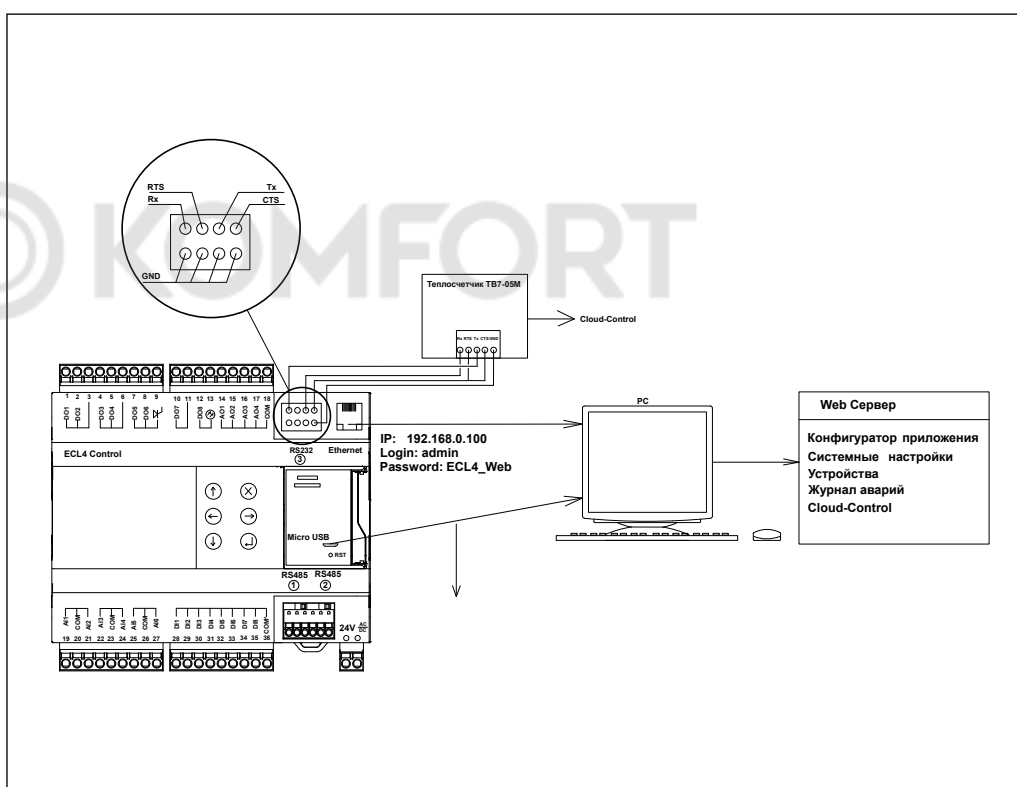 KOMFORT
RTS
Tx
Rx
CTS
GND
Теплосчетчик ТВ7-05М
Rx RTS Tx CTS GND
Cloud-Control
1 2 3 4 5 6 7 8 9
10 11 12 13 14 15 16 17 18
DO1
DO2
DO3
DO4
DO5
DO6
DO7
DO8
AO1
AO2
AO3
AO4
COM
ECL4 Control
RS232
3
Ethernet
IP: 192.168.0.100
Login: admin
Password: ECL4_Web
PC
Web Сервер
Конфигуратор приложения
Системные настройки
Устройства
Журнал аварий
Cloud-Control
Micro USB
RST
RS485
RS485
1
2
AI1
COM
AI2
AI3
COM
AI4
AI5
COM
AI6
DI1
DI2
DI3
DI4
DI5
DI6
DI7
DI8
COM*
24V
AC
DC
19 20 21 22 23 24 25 26 27
28 29 30 31 32 33 34 35 36